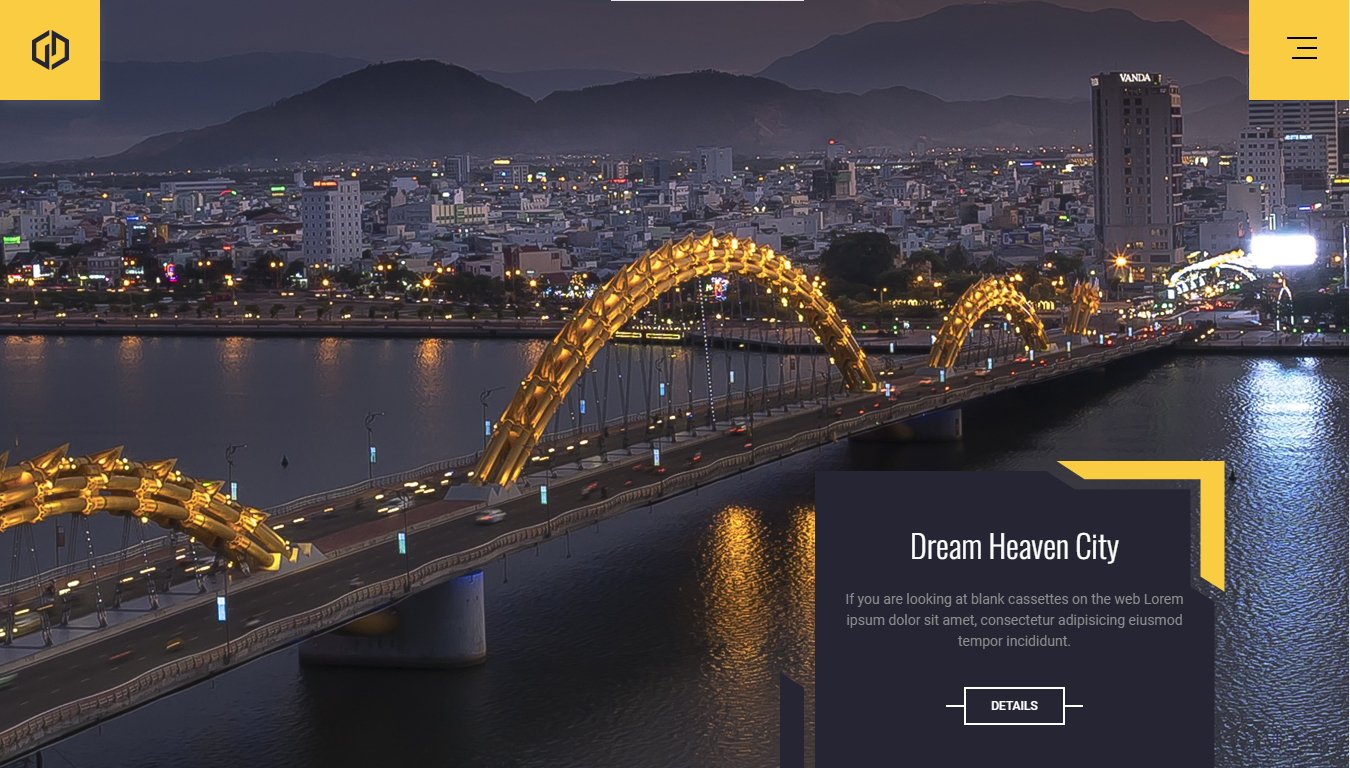 VANDA
Dream Heaven City
If you are looking at blank cassettes on the web Lorem
ipsum dolor sit amet, consectetur adipisicing eiusmod
tempor incididunt.
DETAILS